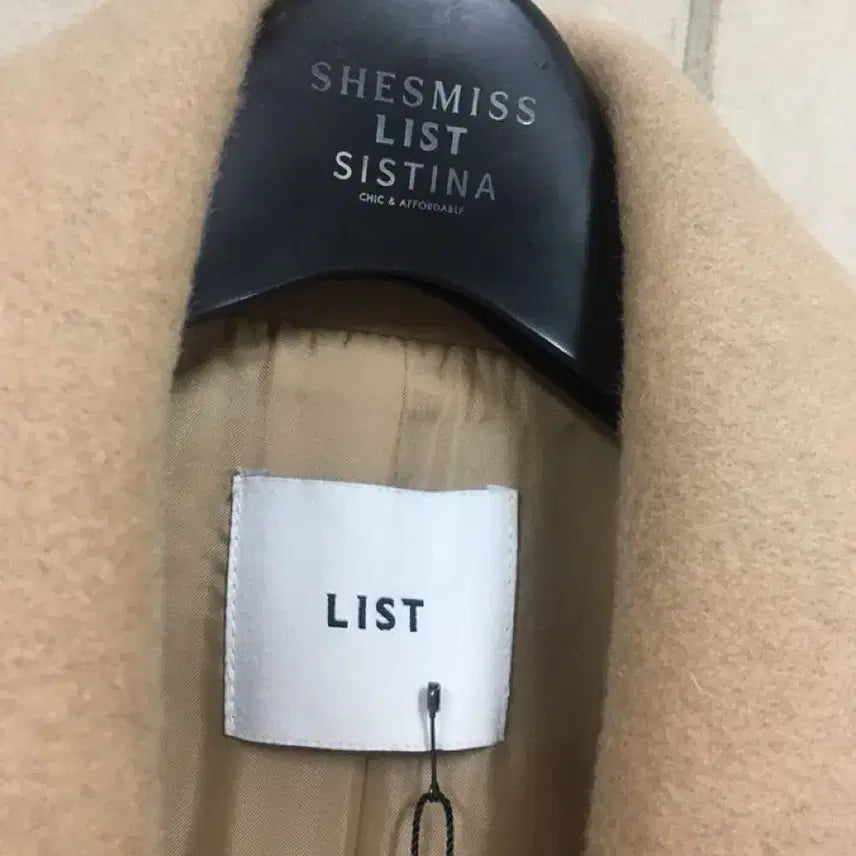 SHESMISS
LIST
SISTINA
CHIC & AFFORDABLE
LIST